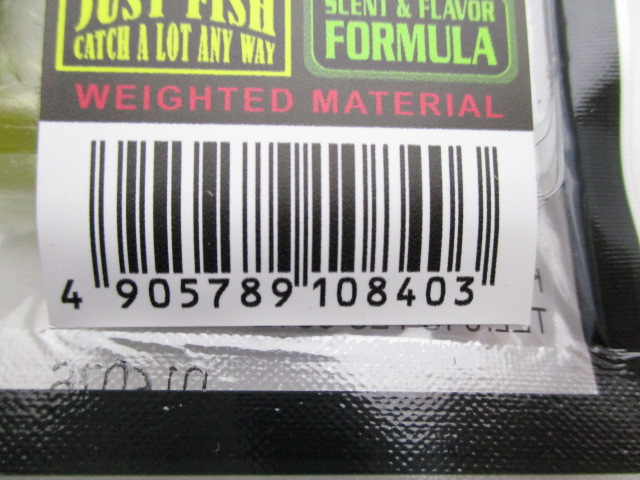 JUST FISH
CATCH A LOT ANY WAY
SCENT & FLAVOR
FORMULA
WEIGHTED MATERIAL
4 905789 108403